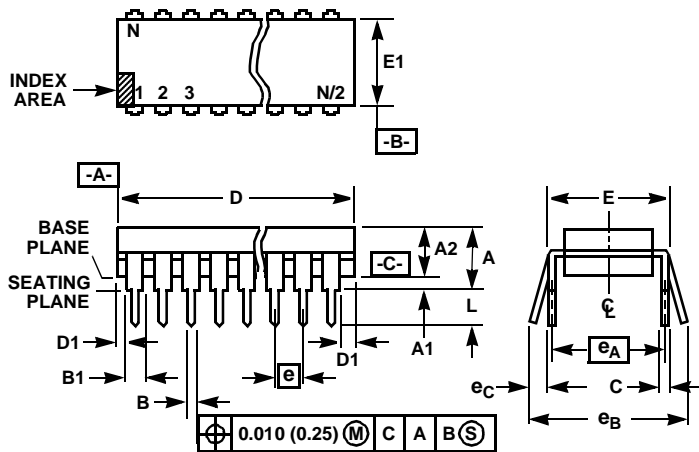 N
INDEX
AREA
1 2 3 N/2
E1
-B-
-A-
D
E
BASE
PLANE
A2
A
-C-
SEATING
PLANE
L
C
L
D1
A1
D1
eA
B1
e
eC
C
B
eB
0.010 (0.25) M C A B S